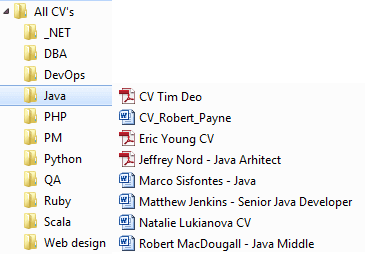 All CV's
_NET
DBA
DevOps
Java
PHP
PM
Python
QA
Ruby
Scala
Web design
CV Tim Deo
CV_Robert_Payne
Eric Young CV
Jeffrey Nord - Java Arhitect
Marco Sisfontes - Java
Matthew Jenkins - Senior Java Developer
Natalie Lukianova CV
Robert MacDougall - Java Middle